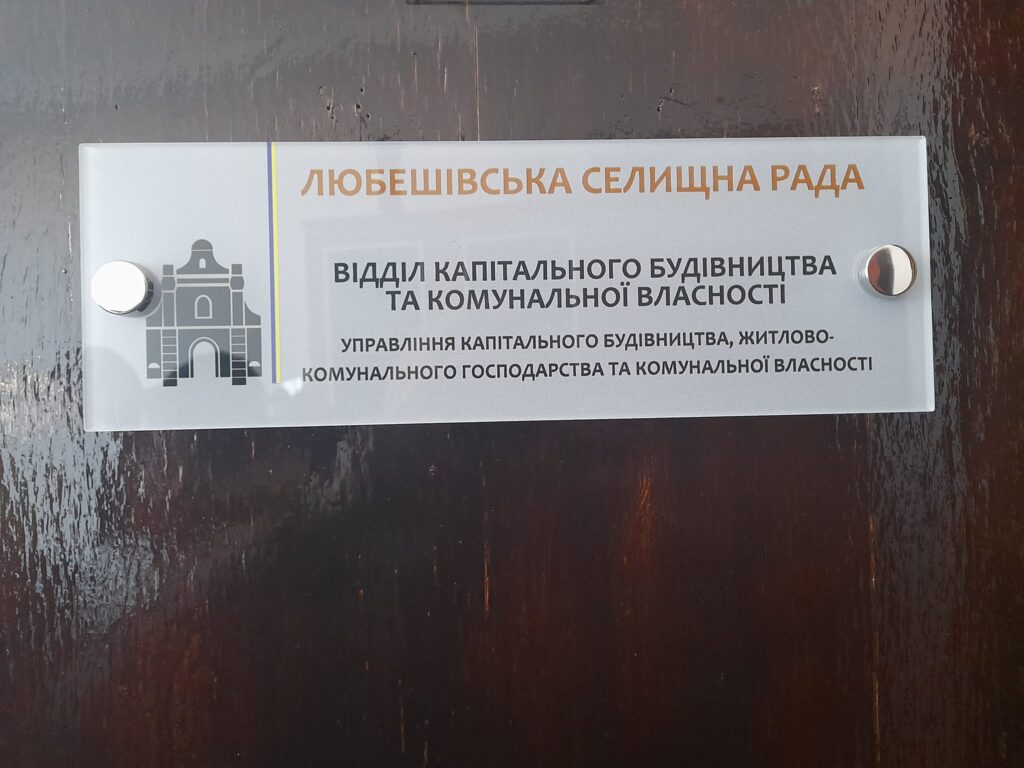 ЛЮБЕШІВСЬКА СЕЛИЩНА РАДА
ВІДДІЛ КАПІТАЛЬНОГО БУДІВНИЦТВА
ТА КОМУНАЛЬНОЇ ВЛАСНОСТІ
УПРАВЛІННЯ КАПІТАЛЬНОГО БУДІВНИЦТВА, ЖИТЛОВО-
КОМУНАЛЬНОГО ГОСПОДАРСТВА ТА КОМУНАЛЬНОЇ ВЛАСНОСТІ